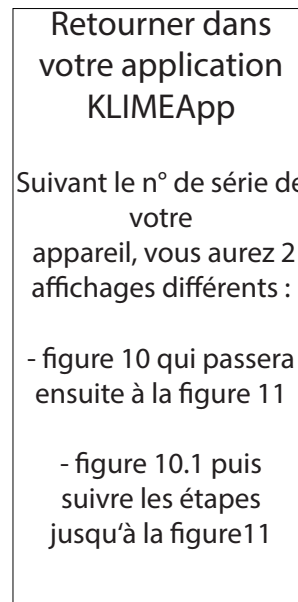 Retourner dans
votre application
KLIMEApp
Suivant le n° de série de
votre
appareil, vous aurez 2
affichages différents :
- figure 10 qui passera
ensuite à la figure 11
- figure 10.1 puis
suivre les étapes
jusqu‘à la figure11